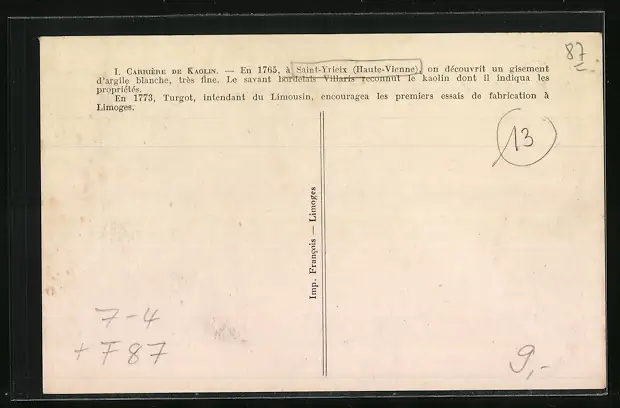 87
I. CARRIÈRE DE KAOLIN. — En 1765, à Saint-Yrieix (Haute-Vienne), on découvrit un gisement
d'argile blanche, très fine. Le savant bordelais Villaris reconnut le kaolin dont il indiqua les
propriétés.
En 1773, Turgot, intendant du Limousin, encouragea les premiers essais de fabrication à
Limoges.
13
Imp. François — Limoges
7-4
+ F 87
9,-